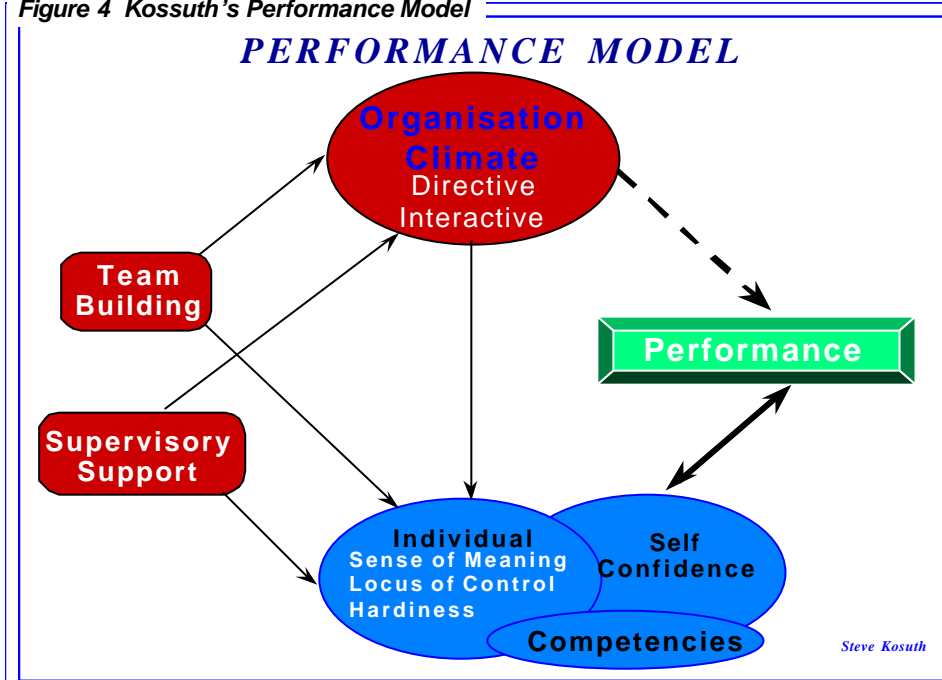 Figure 4 Kossuth's Performance Model
PERFORMANCE MODEL
Organisation
Climate
Directive
Interactive
Team
Building
Performance
Supervisory
Support
Individual
Sense of Meaning
Locus of Control
Hardiness
Self
Confidence
Competencies
Steve Kosuth